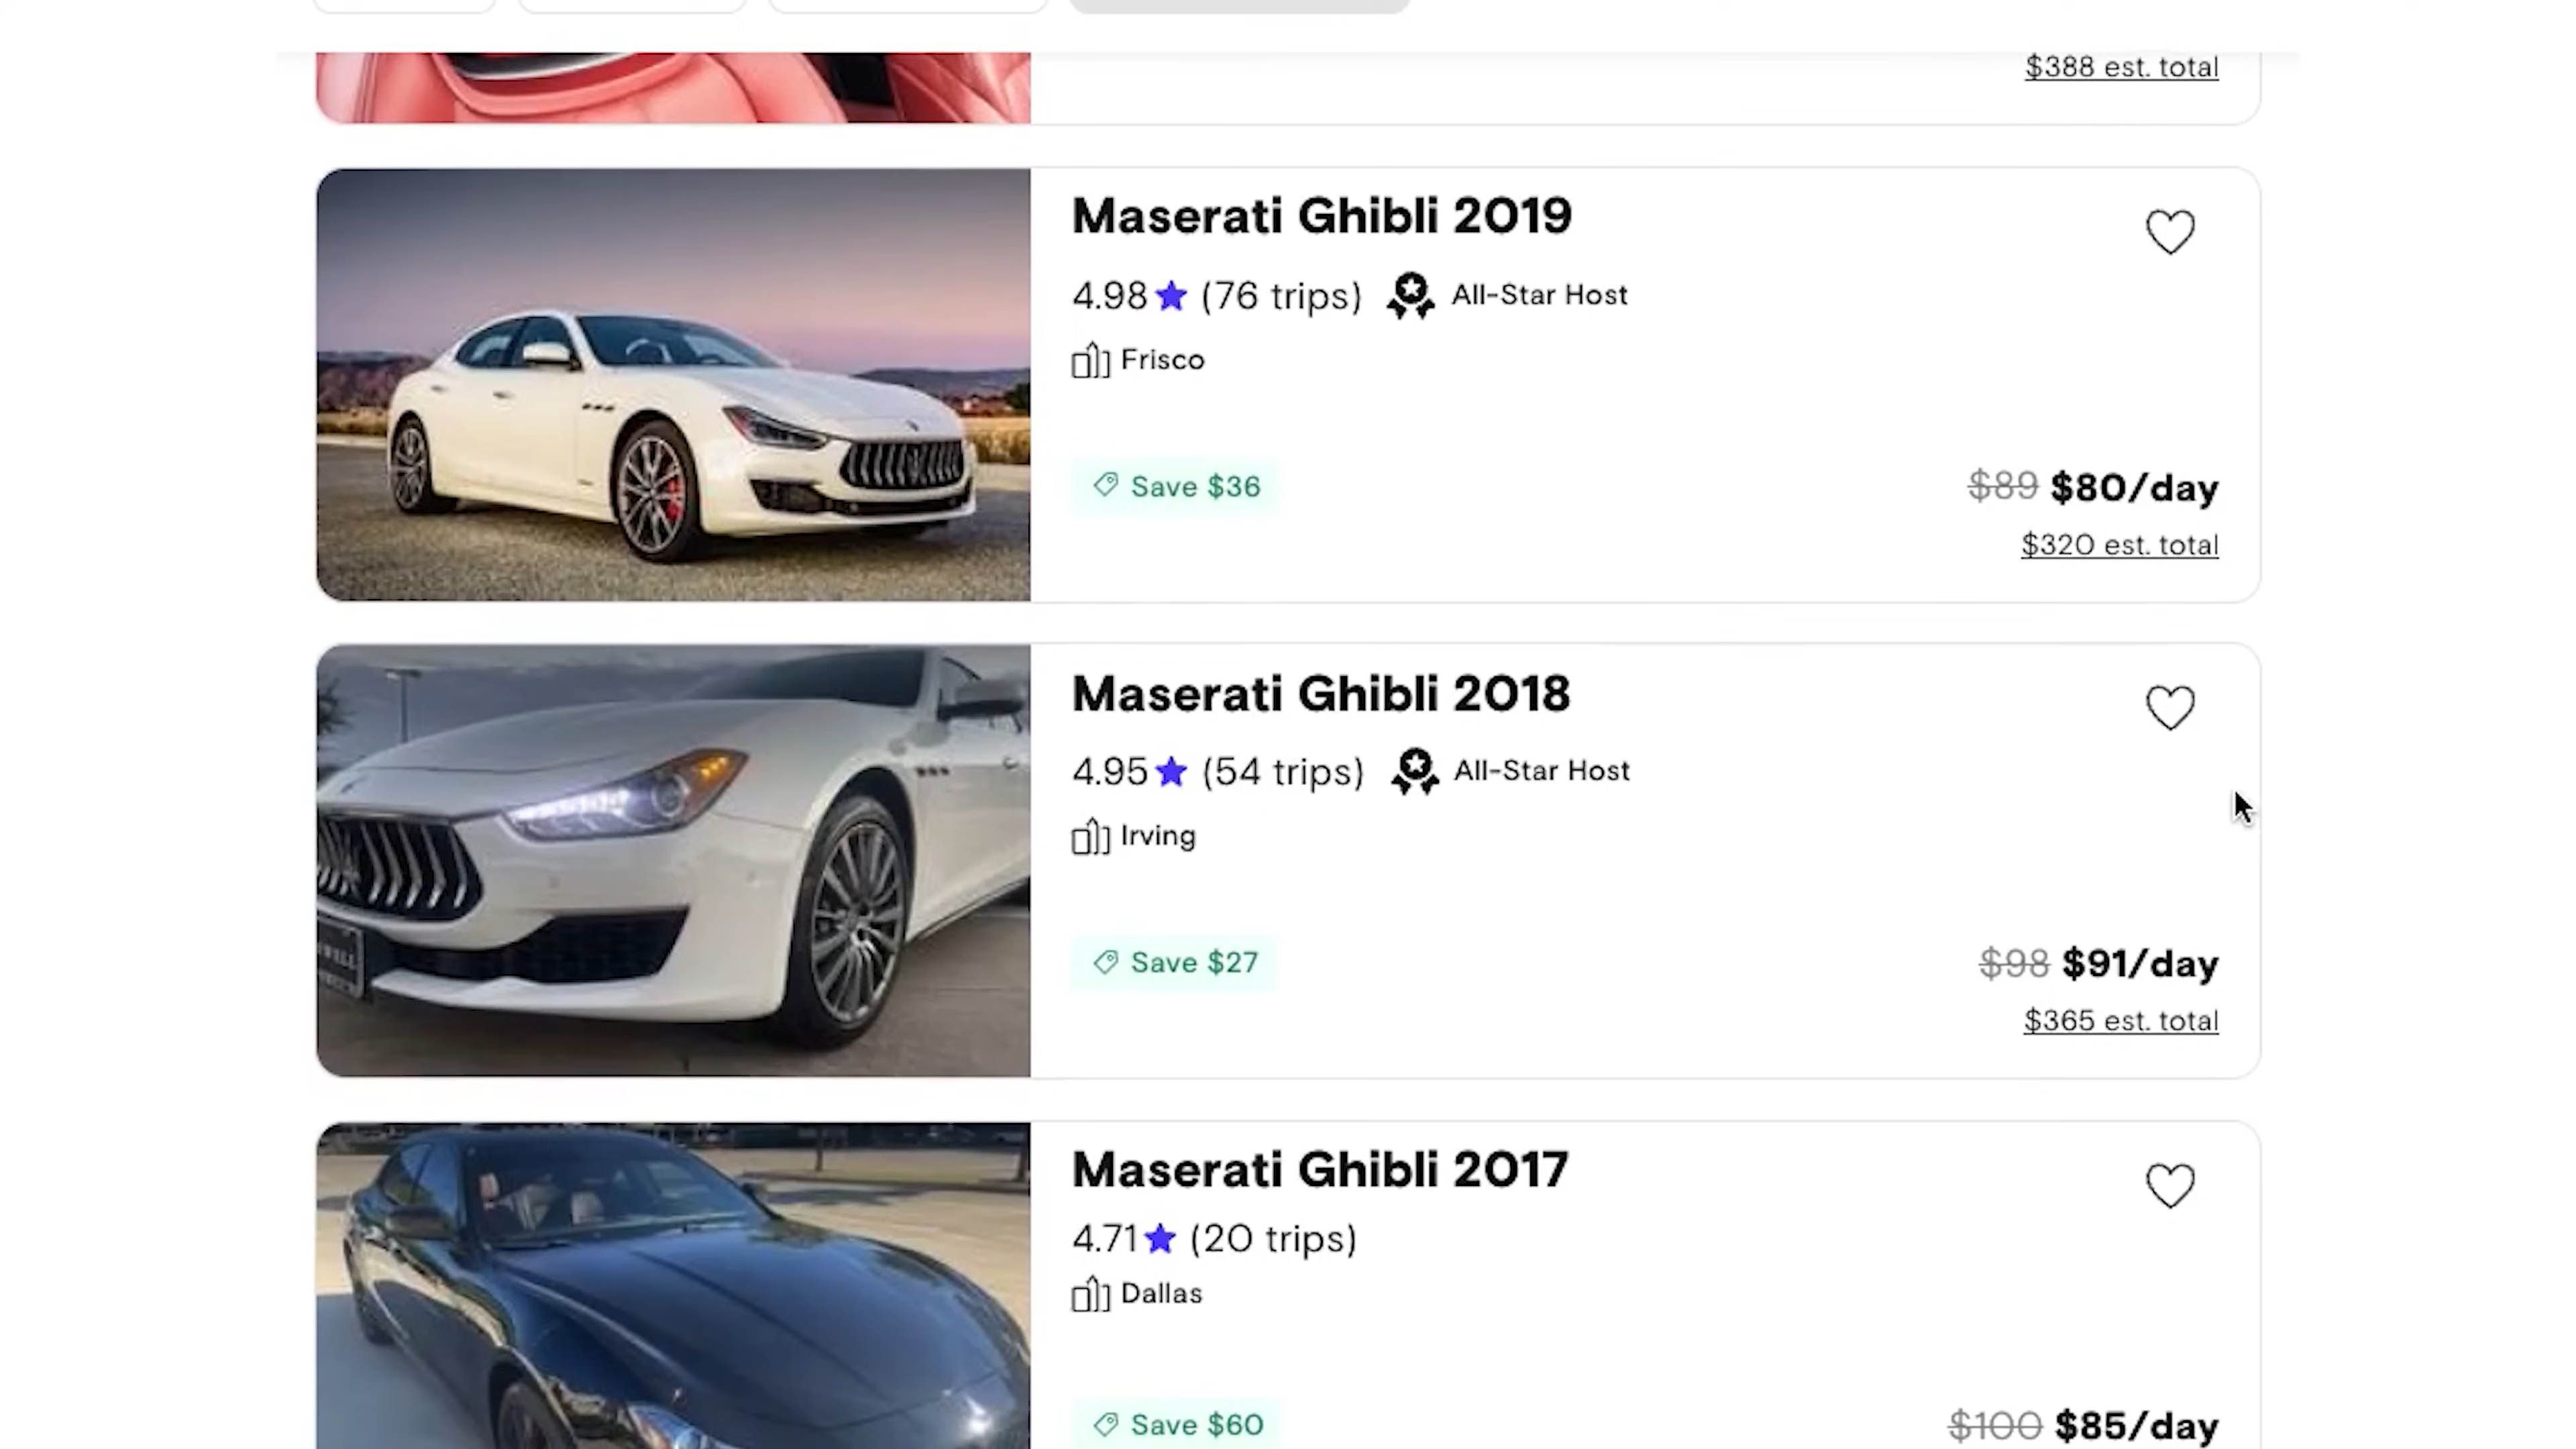 $388 est. total
Maserati Ghibli 2019
4.98 (76 trips) All-Star Host
Frisco
Save $36
$89 $80/day
$320 est. total
Maserati Ghibli 2018
4.95 (54 trips) All-Star Host
Irving
Save $27
$98 $91/day
$365 est. total
Maserati Ghibli 2017
4.71 (20 trips)
Dallas
Save $60
$100 $85/day